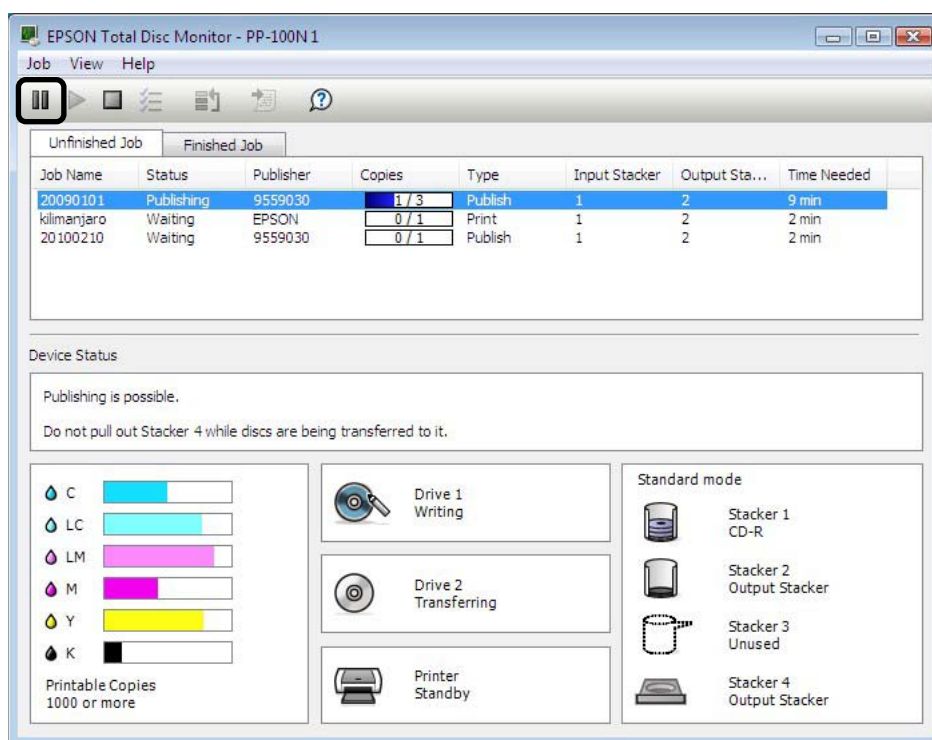 EPSON Total Disc Monitor - PP-100N 1
Job View Help
Unfinished Job Finished Job
Job Name Status Publisher Copies Type Input Stacker Output Sta... Time Needed
20090101 Publishing 9559030 1 / 3 Publish 1 2 9 min
kilimanjaro Waiting EPSON 0 / 1 Print 1 2 2 min
20100210 Waiting 9559030 0 / 1 Publish 1 2 2 min
Device Status
Publishing is possible.
Do not pull out Stacker 4 while discs are being transferred to it.
C
LC
LM
M
Y
K
Printable Copies
1000 or more
Drive 1
Writing
Drive 2
Transferring
Printer
Standby
Standard mode
Stacker 1
CD-R
Stacker 2
Output Stacker
Stacker 3
Unused
Stacker 4
Output Stacker